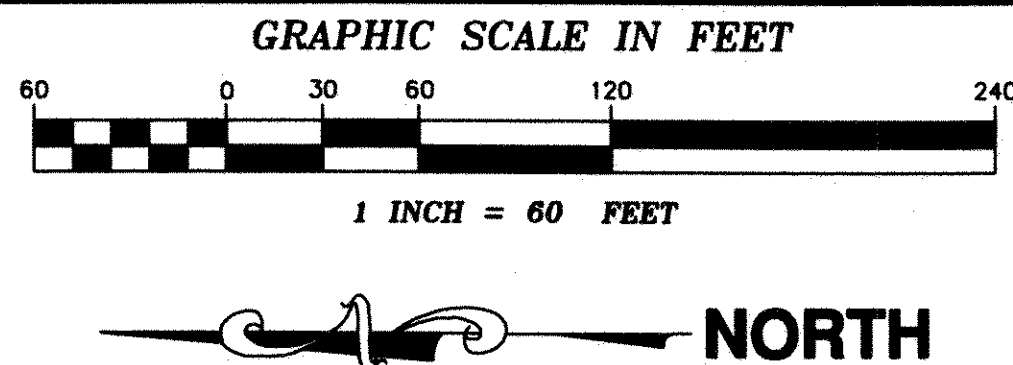 GRAPHIC SCALE IN FEET
60 0 30 60 120 240
1 INCH = 60 FEET
NORTH